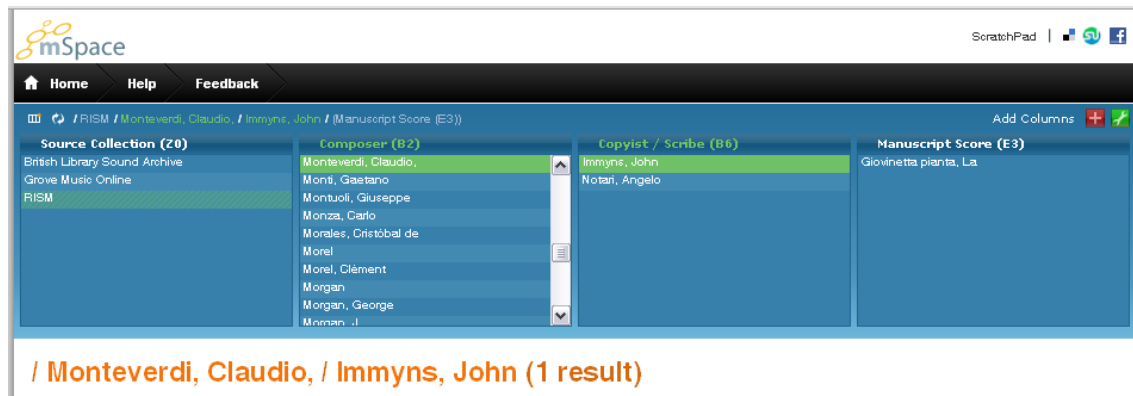 mSpace
ScratchPad |
Home Help Feedback
/ RISM / Monteverdi, Claudio, / Immyns, John / (Manuscript Score (E3))
Add Columns
Source Collection (Z0)
British Library Sound Archive
Grove Music Online
RISM
Composer (B2)
Monteverdi, Claudio,
Monti, Gaetano
Montuoli, Giuseppe
Monza, Carlo
Morales, Cristóbal de
Morel
Morel, Clément
Morgan
Morgan, George
Morgan, J
Copyist / Scribe (B6)
Immyns, John
Notari, Angelo
Manuscript Score (E3)
Giovinetta pianta, La
/ Monteverdi, Claudio, / Immyns, John (1 result)